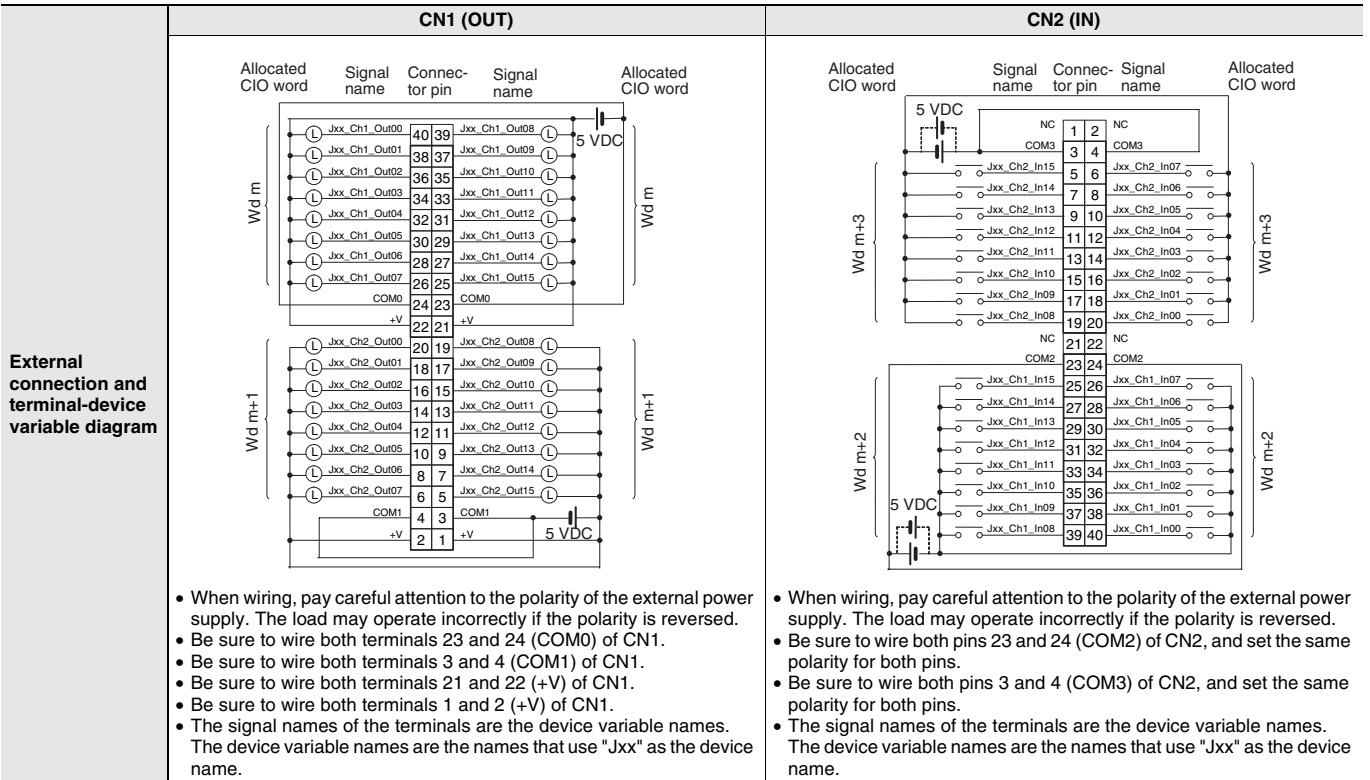 CN1 (OUT)
CN2 (IN)
External
connection and
terminal-device
variable diagram
Allocated CIO word
Signal name
Connec-tor pin
Signal name
Allocated CIO word
5 VDC
Wd m
Wd m
Jxx_Ch1_Out00 40 39 Jxx_Ch1_Out08
Jxx_Ch1_Out01 38 37 Jxx_Ch1_Out09
Jxx_Ch1_Out02 36 35 Jxx_Ch1_Out10
Jxx_Ch1_Out03 34 33 Jxx_Ch1_Out11
Jxx_Ch1_Out04 32 31 Jxx_Ch1_Out12
Jxx_Ch1_Out05 30 29 Jxx_Ch1_Out13
Jxx_Ch1_Out06 28 27 Jxx_Ch1_Out14
Jxx_Ch1_Out07 26 25 Jxx_Ch1_Out15
COM0 24 23 COM0
+V 22 21 +V
Wd m+1
Wd m+1
L Jxx_Ch2_Out00 20 19 Jxx_Ch2_Out08 L
L Jxx_Ch2_Out01 18 17 Jxx_Ch2_Out09 L
L Jxx_Ch2_Out02 16 15 Jxx_Ch2_Out10 L
L Jxx_Ch2_Out03 14 13 Jxx_Ch2_Out11 L
L Jxx_Ch2_Out04 12 11 Jxx_Ch2_Out12 L
L Jxx_Ch2_Out05 10 9 Jxx_Ch2_Out13 L
L Jxx_Ch2_Out06 8 7 Jxx_Ch2_Out14 L
L Jxx_Ch2_Out07 6 5 Jxx_Ch2_Out15 L
COM1 4 3 COM1
+V 2 1 +V
5 VDC
• When wiring, pay careful attention to the polarity of the external power
supply. The load may operate incorrectly if the polarity is reversed.
• Be sure to wire both terminals 23 and 24 (COM0) of CN1.
• Be sure to wire both terminals 3 and 4 (COM1) of CN1.
• Be sure to wire both terminals 21 and 22 (+V) of CN1.
• Be sure to wire both terminals 1 and 2 (+V) of CN1.
• The signal names of the terminals are the device variable names.
The device variable names are the names that use "Jxx" as the device
name.
Allocated CIO word
Signal name
Connec-tor pin
Signal name
Allocated CIO word
5 VDC
NC 1 2 NC
COM3 3 4 COM3
Wd m+3
Wd m+3
Jxx_Ch2_In15 5 6 Jxx_Ch2_In07
Jxx_Ch2_In14 7 8 Jxx_Ch2_In06
Jxx_Ch2_In13 9 10 Jxx_Ch2_In05
Jxx_Ch2_In12 11 12 Jxx_Ch2_In04
Jxx_Ch2_In11 13 14 Jxx_Ch2_In03
Jxx_Ch2_In10 15 16 Jxx_Ch2_In02
Jxx_Ch2_In09 17 18 Jxx_Ch2_In01
Jxx_Ch2_In08 19 20 Jxx_Ch2_In00
NC 21 22 NC
COM2 23 24 COM2
Wd m+2
Wd m+2
Jxx_Ch1_In15 25 26 Jxx_Ch1_In07
Jxx_Ch1_In14 27 28 Jxx_Ch1_In06
Jxx_Ch1_In13 29 30 Jxx_Ch1_In05
Jxx_Ch1_In12 31 32 Jxx_Ch1_In04
Jxx_Ch1_In11 33 34 Jxx_Ch1_In03
Jxx_Ch1_In10 35 36 Jxx_Ch1_In02
Jxx_Ch1_In09 37 38 Jxx_Ch1_In01
Jxx_Ch1_In08 39 40 Jxx_Ch1_In00
5 VDC
• When wiring, pay careful attention to the polarity of the external power
supply. The load may operate incorrectly if the polarity is reversed.
• Be sure to wire both pins 23 and 24 (COM2) of CN2, and set the same
polarity for both pins.
• Be sure to wire both pins 3 and 4 (COM3) of CN2, and set the same
polarity for both pins.
• The signal names of the terminals are the device variable names.
The device variable names are the names that use "Jxx" as the device
name.